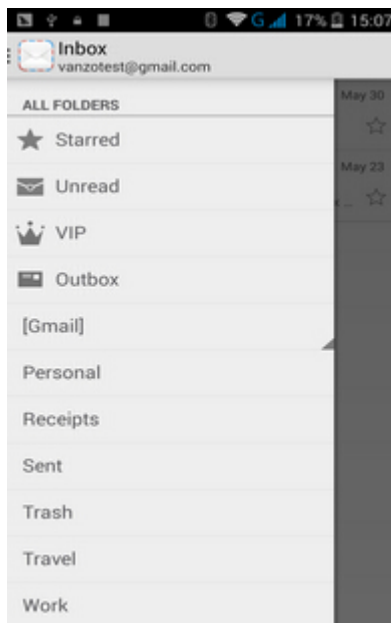 G 17% 15:07
Inbox
vanzotest@gmail.com
ALL FOLDERS
May 30
Starred
May 23
Unread
VIP
Outbox
[Gmail]
Personal
Receipts
Sent
Trash
Travel
Work